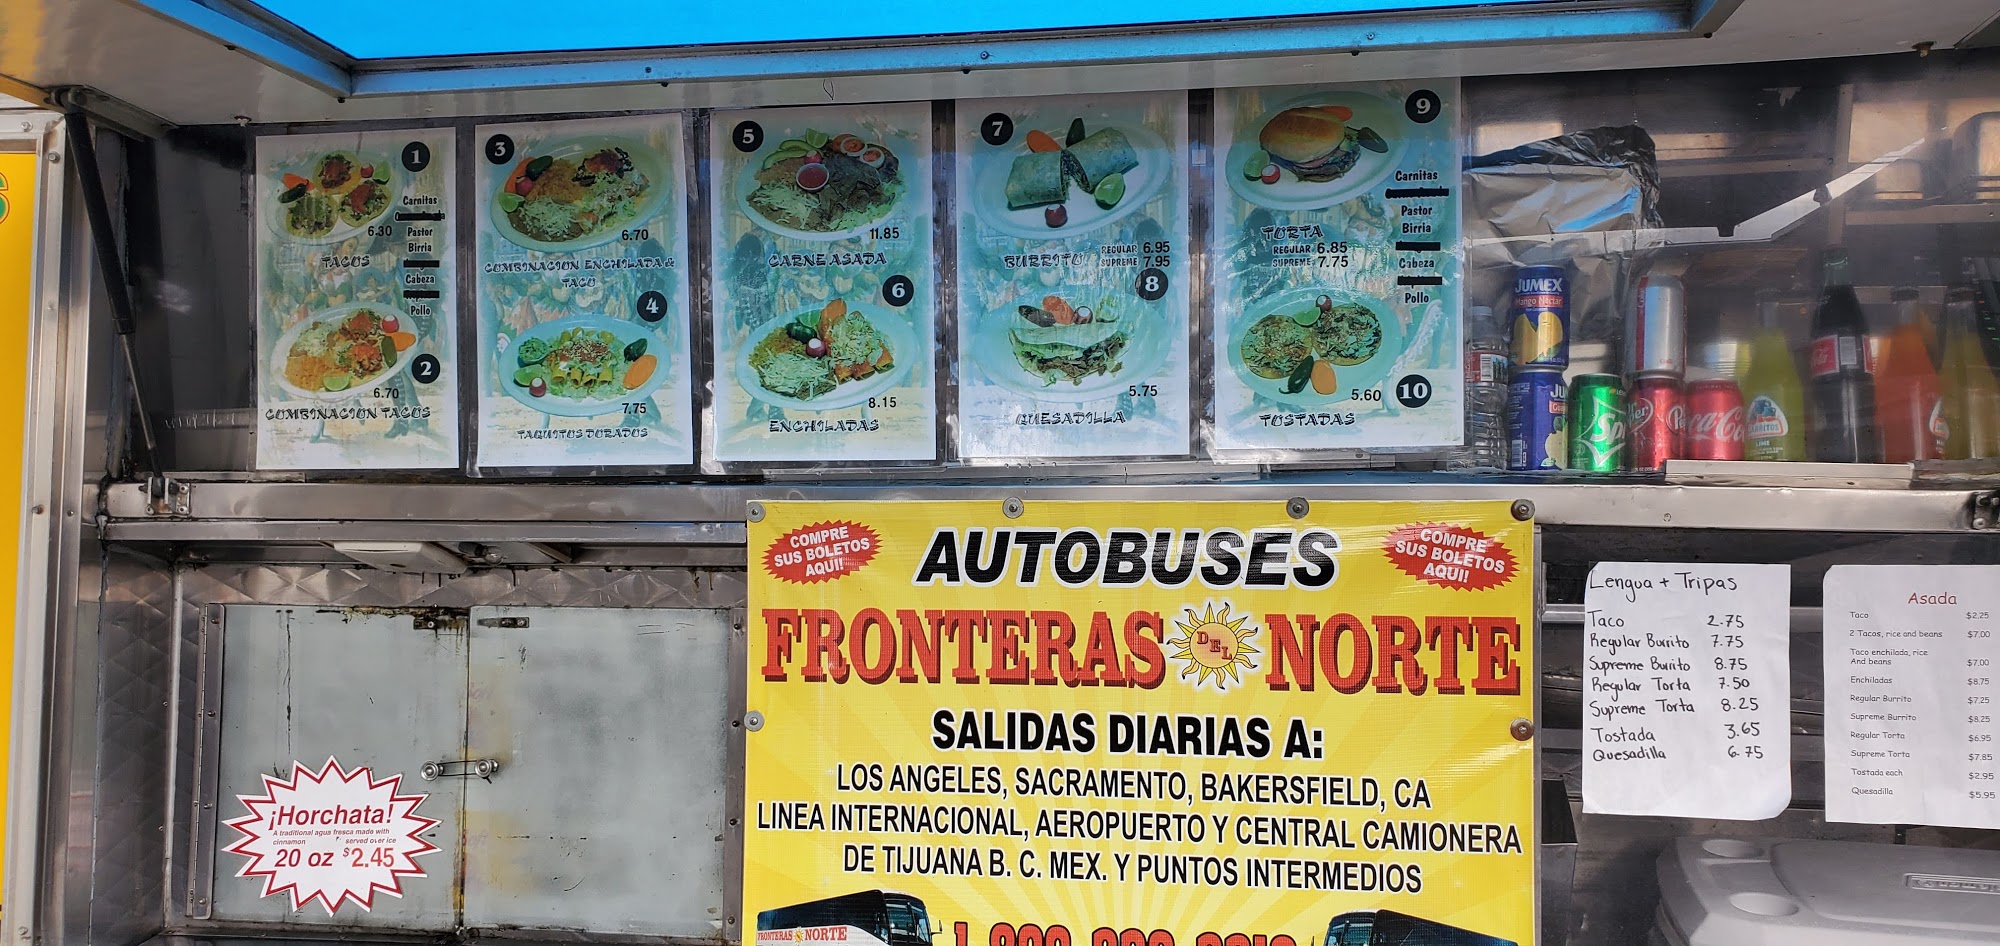 1
Carnitas
Pastor
Birria
Cabeza
Pollo
6.30
TACOS
2
6.70
COMBINACION TACOS
3
6.70
COMBINACION ENCHILADA &
TACO
4
7.75
TAQUITOS DORADOS
5
11.85
CARNE ASADA
6
8.15
ENCHILADAS
7
BURRITO
REGULAR 6.95
SUPREME 7.95
8
5.75
QUESADILLA
9
Carnitas
Pastor
Birria
Cabeza
Pollo
TORTA
REGULAR 6.85
SUPREME 7.75
5.60
10
TOSTADAS
JUMEX
Mango Nectar
Coca-Cola
COMPRE
SUS BOLETOS
AQUI!
AUTOBUSES
COMPRE
SUS BOLETOS
AQUI!
FRONTERAS DEL NORTE
SALIDAS DIARIAS A:
LOS ANGELES, SACRAMENTO, BAKERSFIELD, CA
LINEA INTERNACIONAL, AEROPUERTO Y CENTRAL CAMIONERA
DE TIJUANA B. C. MEX. Y PUNTOS INTERMEDIOS
FRONTERAS NORTE
¡Horchata!
A traditional agua fresca made with
cinnamon served over ice
20 oz $2.45
Lengua + Tripas
Taco 2.75
Regular Burrito 7.75
Supreme Burrito 8.75
Regular Torta 7.50
Supreme Torta 8.25
Tostada 3.65
Quesadilla 6.75
Asada
Taco $2.25
2 Tacos, rice and beans $7.00
Taco enchilada, rice
And beans $7.00
Enchiladas $8.75
Regular Burrito $7.25
Supreme Burrito $8.25
Regular Torta $6.95
Supreme Torta $7.85
Tostada each $2.95
Quesadilla $5.95